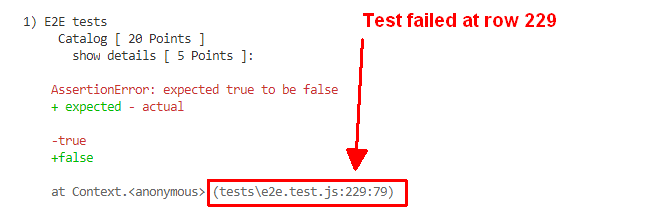 1) E2E tests
Test failed at row 229
Catalog [ 20 Points ]
show details [ 5 Points ]:
AssertionError: expected true to be false
+ expected - actual
-true
+false
at Context.<anonymous> (tests\e2e.test.js:229:79)